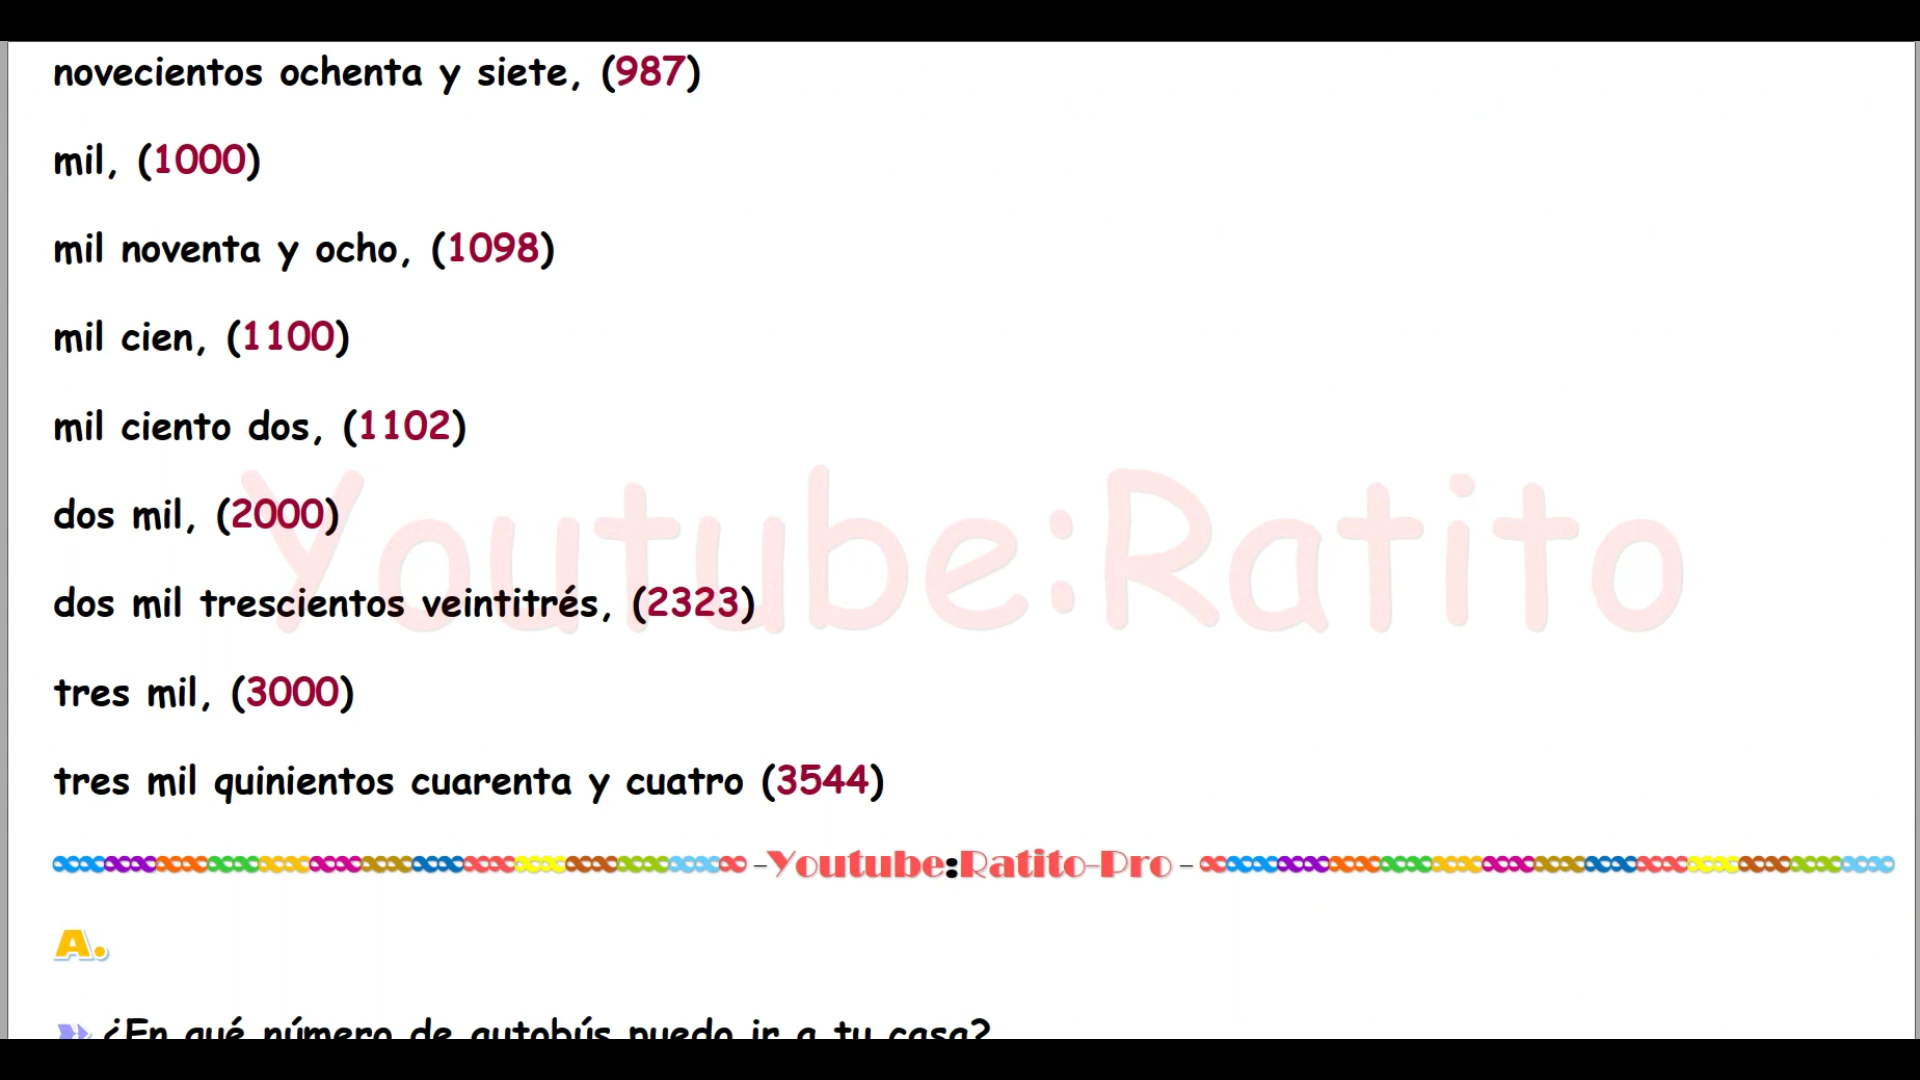 novecientos ochenta y siete, (987)
mil, (1000)
mil noventa y ocho, (1098)
mil cien, (1100)
mil ciento dos, (1102)
dos mil, (2000)
Youtube:Ratito
dos mil trescientos veintitrés, (2323)
tres mil, (3000)
tres mil quinientos cuarenta y cuatro (3544)
-Youtube:Ratito-Pro-
A.
¿En qué número de autobús puedo ir a tu casa?